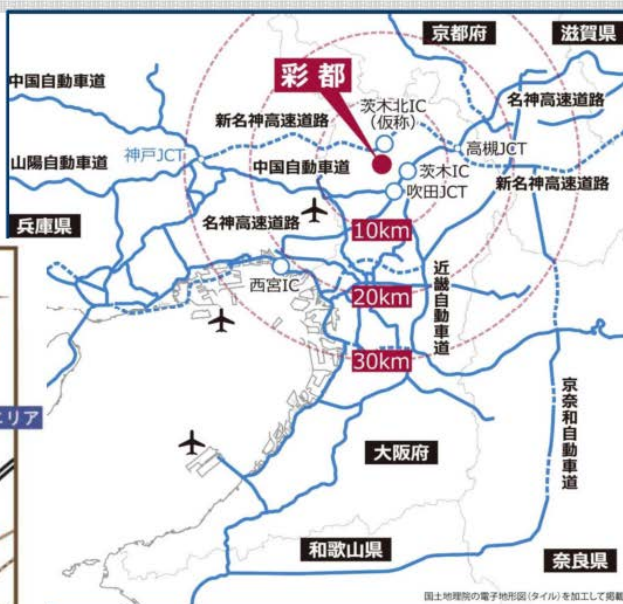 京都府
滋賀県
彩都
中国自動車道
茨木北IC
(仮称)
名神高速道路
新名神高速道路
高槻JCT
神戸JCT
山陽自動車道
中国自動車道
茨木IC
新名神高速道路
吹田JCT
兵庫県
名神高速道路
10km
西宮IC
近畿自動車道
20km
30km
京奈和自動車道
エリア
大阪府
和歌山県
奈良県
国土地理院の電子地形図(タイル)を加工して掲載